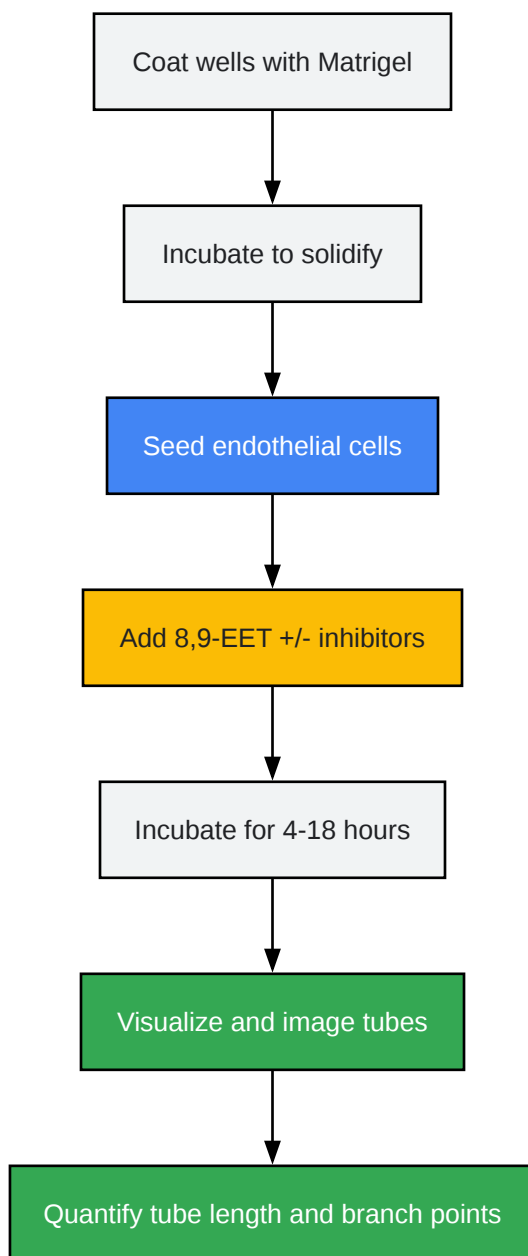 Coat wells with Matrigel
Incubate to solidify
Seed endothelial cells
Add 8,9-EET +/- inhibitors
Incubate for 4-18 hours
Visualize and image tubes
Quantify tube length and branch points